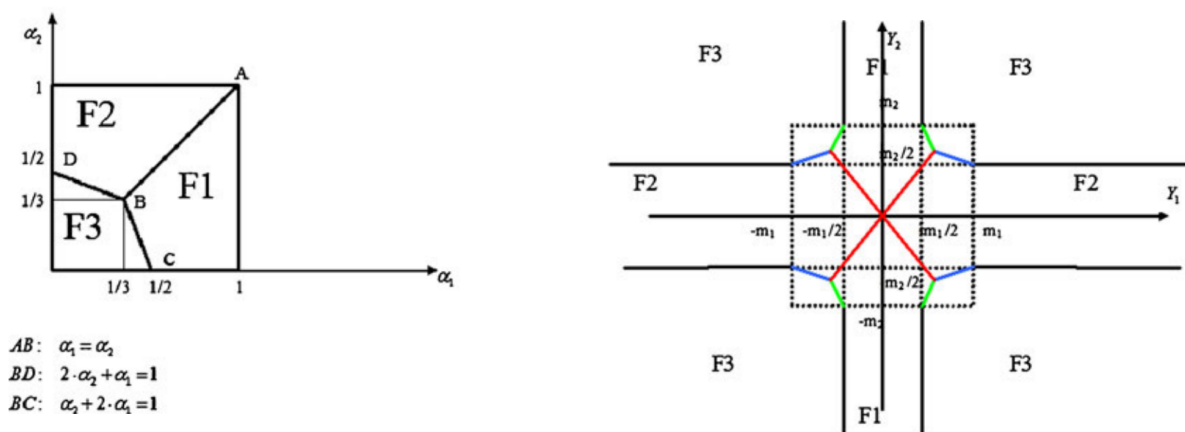 α₂
1
A
F2
1/2
D
F1
1/3
B
F3
C
1/3
1/2
1
α₁
AB: α₁ = α₂
BD: 2·α₂ + α₁ = 1
BC: α₂ + 2·α₁ = 1
Y₂
F3
F1
F3
m₂
m₂/2
F2
F2
Y₁
-m₁
-m₁/2
m₁/2
m₁
m₂/2
-m₂
F3
F3
F1